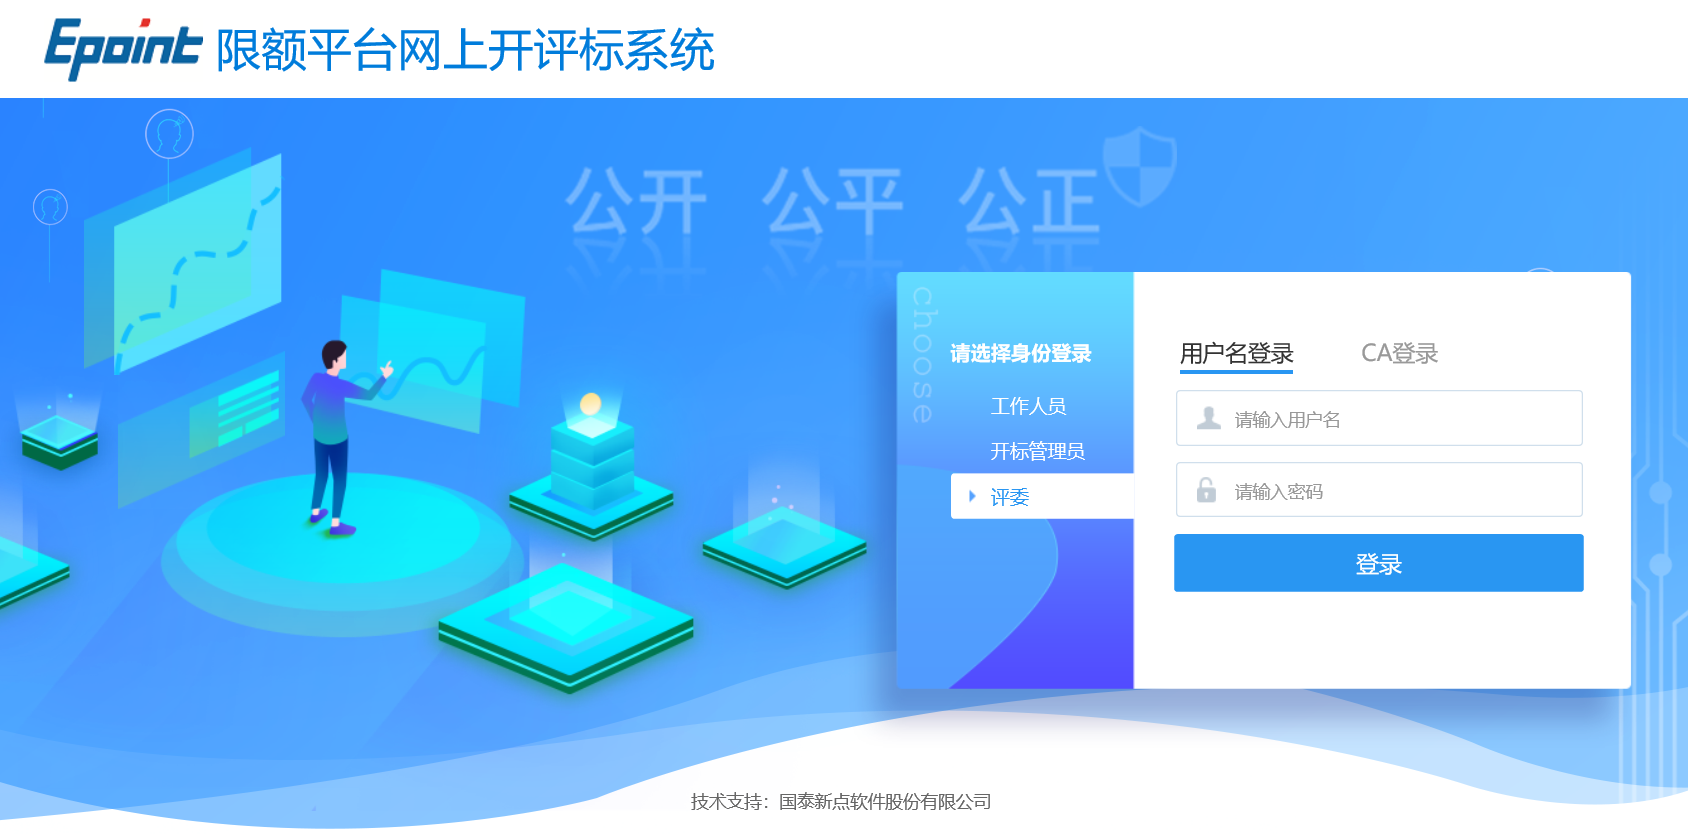 Epoint 限额平台网上开评标系统
公开 公平 公正
choose
请选择身份登录
工作人员
开标管理员
评委
用户名登录 CA登录
请输入用户名
请输入密码
登录
技术支持：国泰新点软件股份有限公司